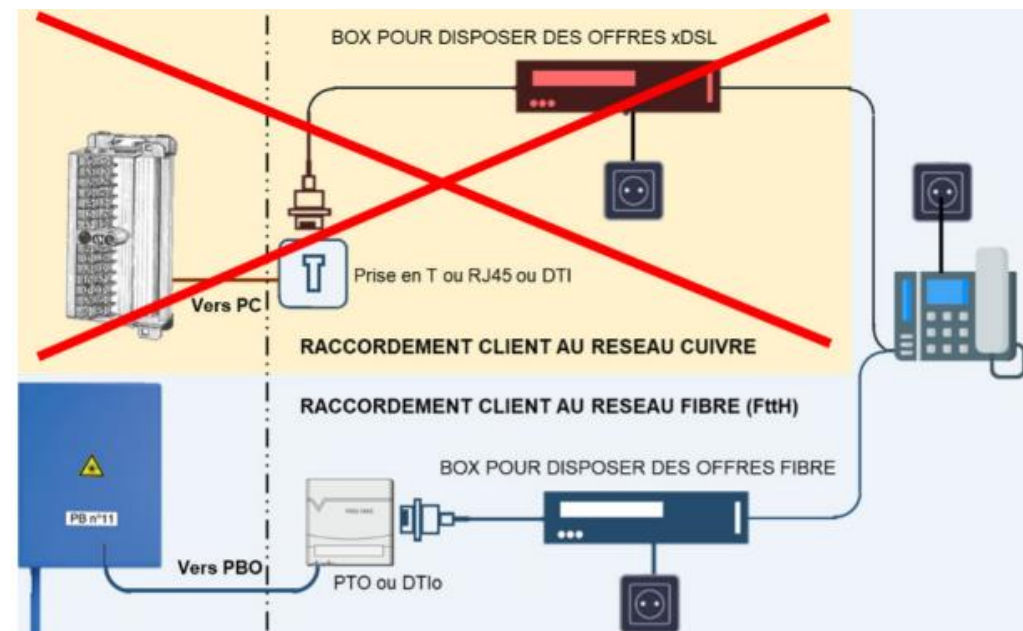 BOX POUR DISPOSER DES OFFRES xDSL
Prise en T ou RJ45 ou DTI
Vers PC
RACCORDEMENT CLIENT AU RESEAU CUIVRE
RACCORDEMENT CLIENT AU RESEAU FIBRE (FttH)
BOX POUR DISPOSER DES OFFRES FIBRE
PB n°11
Vers PBO
PTO ou DTIo